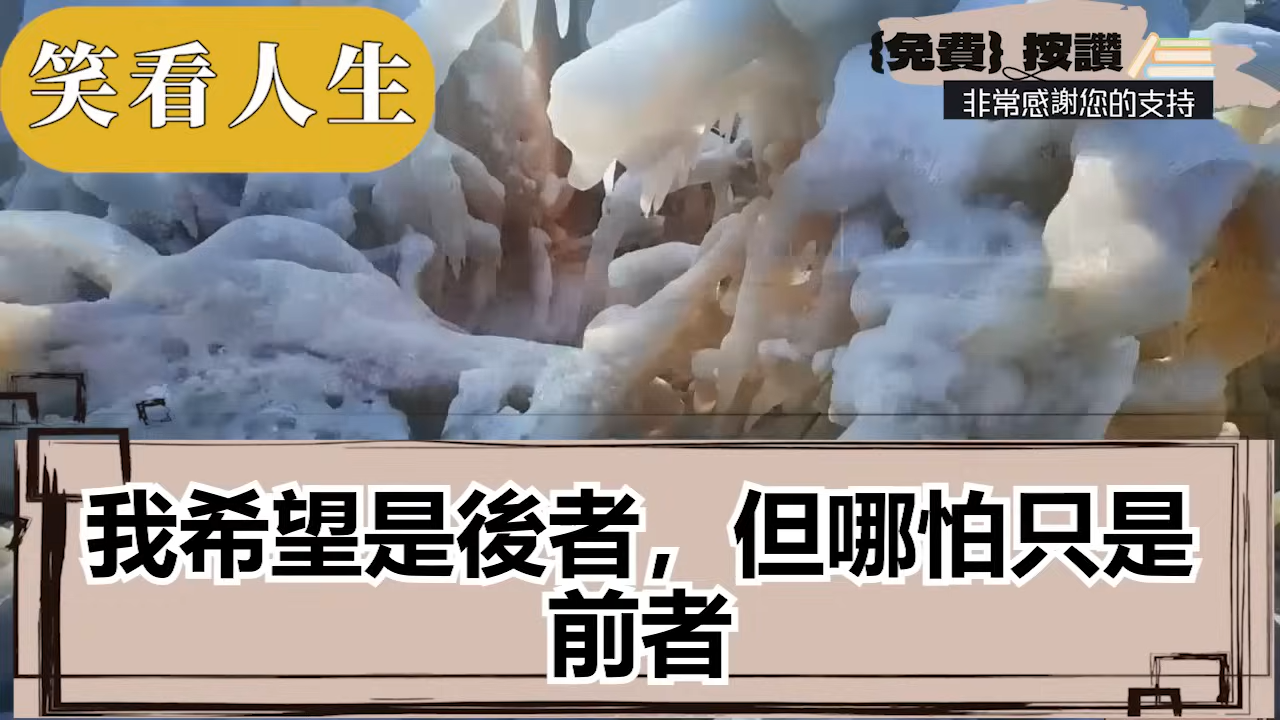 笑看人生
{免費} 按讚
非常感謝您的支持
我希望是後者，但哪怕只是
前者